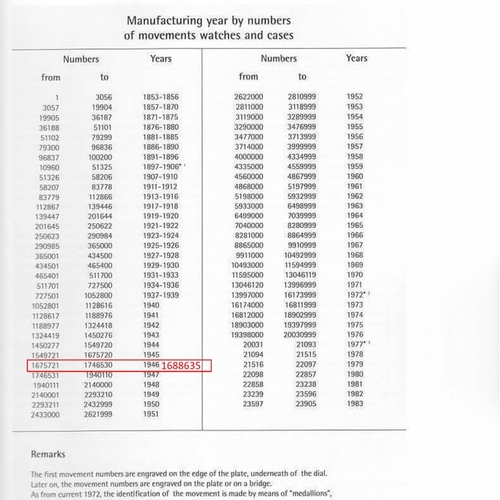 Manufacturing year by numbers
of movements watches and cases
Numbers Years Numbers Years
from to from to
1 3056 1853-1856 2622000 2810999 1952
3057 19904 1857-1870 2811000 3118999 1953
19905 36187 1871-1875 3119000 3289999 1954
36188 51101 1876-1880 3290000 3476999 1955
51102 79299 1881-1885 3477000 3713999 1956
79300 96836 1886-1890 3714000 3999999 1957
96837 100200 1891-1896 4000000 4334999 1958
10960 51325 1897-1906* ¹ 4335000 4559999 1959
51326 58206 1907-1910 4560000 4867999 1960
58207 83778 1911-1912 4868000 5197999 1961
83779 112866 1913-1916 5198000 5932999 1962
112867 139446 1917-1918 5933000 6498999 1963
139447 201644 1919-1920 6499000 7039999 1964
201645 250622 1921-1922 7040000 8280999 1965
250623 290984 1923-1924 8281000 8864999 1966
290985 365000 1925-1926 8865000 9910999 1967
365001 434500 1927-1928 9911000 10492999 1968
434501 465400 1929-1930 10493000 11594999 1969
465401 511700 1931-1933 11595000 13046119 1970
511701 727500 1934-1936 13046120 13996999 1971
727501 1052800 1937-1939 13997000 16173999 1972* ²
1052801 1128616 1940 16174000 16811999 1973
1128617 1188976 1941 16812000 18902999 1974
1188977 1324418 1942 18903000 19397999 1975
1324419 1450276 1943 19398000 20030999 1976
1450277 1549720 1944 20031 21093 1977* ³
1549721 1675720 1945 21094 21515 1978
1675721 1746530 1946 1688635 21516 22097 1979
1746531 1940110 1947 22098 22857 1980
1940111 2140000 1948 22858 23238 1981
2140001 2293210 1949 23239 23596 1982
2293211 2432999 1950 23597 23905 1983
2433000 2621999 1951
Remarks
The first movement numbers are engraved on the edge of the plate, underneath of the dial.
Later on, the movement numbers are engraved on the plate or on a bridge.
As from current 1972, the identification of the movement is made by means of "medallions",